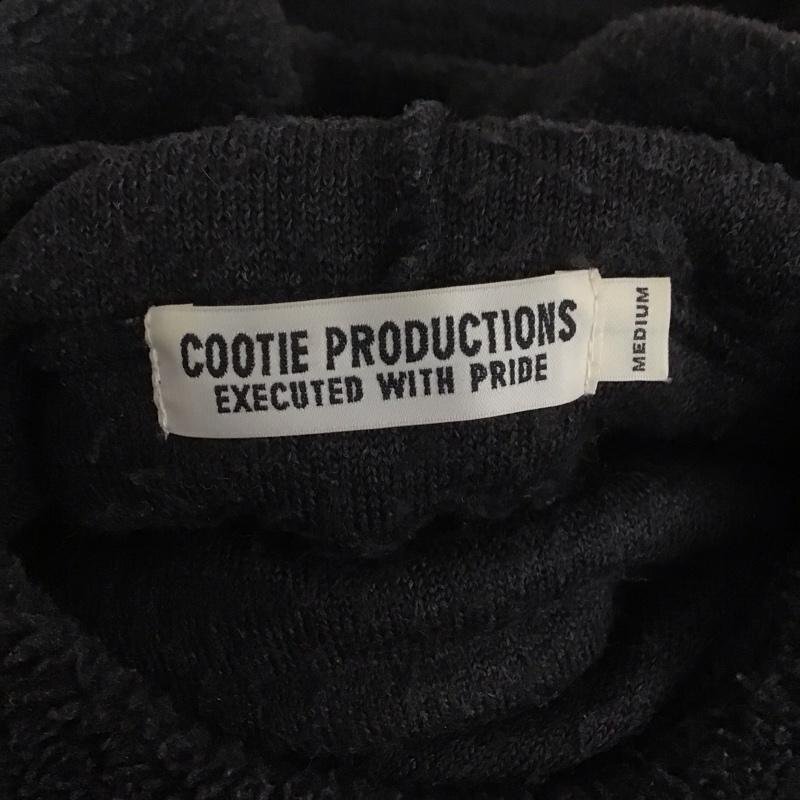 COOTIE PRODUCTIONS
EXECUTED WITH PRIDE
MEDIUM